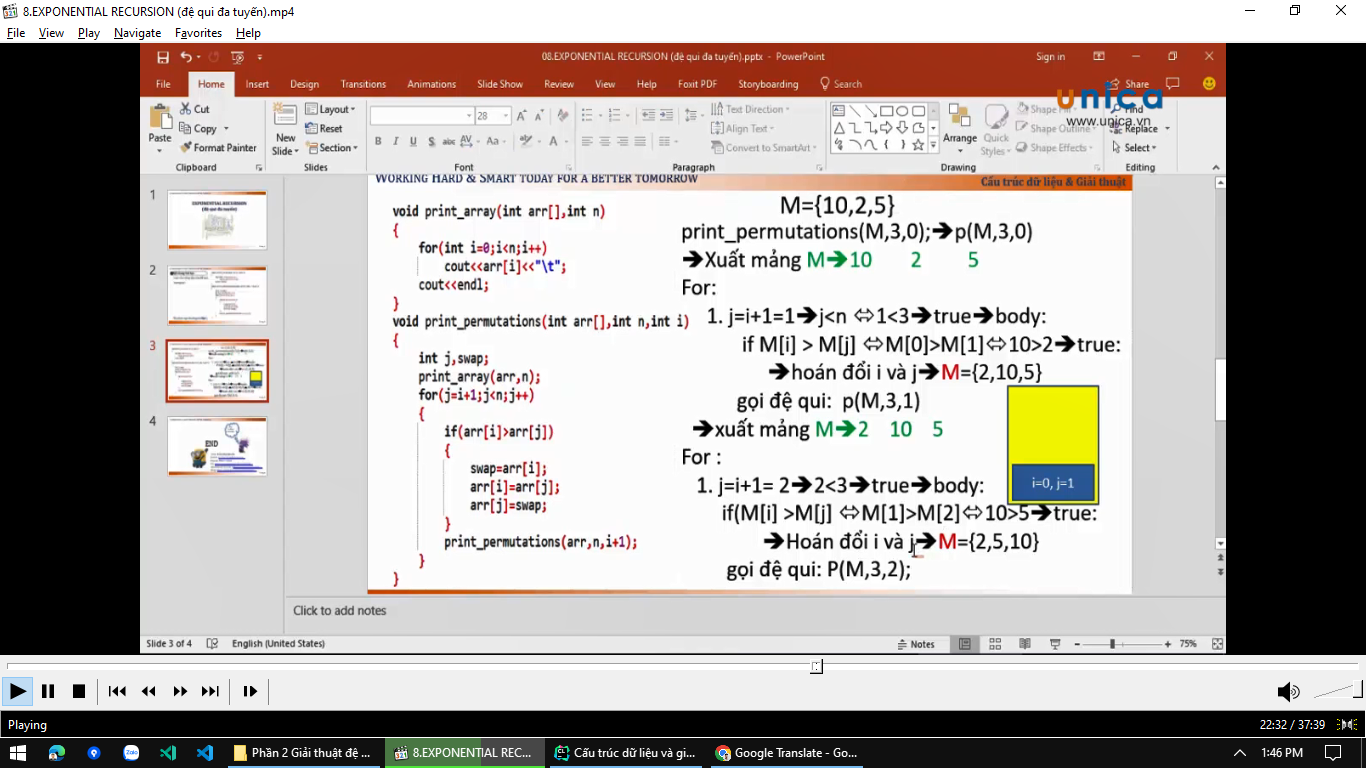 8.EXPONENTIAL RECURSION (đệ qui đa tuyến).mp4
File View Play Navigate Favorites Help
08.EXPONENTIAL RECURSION (đệ qui đa tuyến).pptx - PowerPoint
Sign in
File Home Insert Design Transitions Animations Slide Show Review View Help Foxit PDF Storyboarding Search Share
unica
www.unica.vn
Paste
Cut
Copy
Format Painter
Clipboard
New Slide
Layout
Reset
Section
Slides
28
B I U S abc AV Aa A
Font
Text Direction
Align Text
Convert to SmartArt
Paragraph
Arrange
Quick Styles
Shape Outline
Shape Effects
Drawing
Find
Replace
Select
Editing
1
EXPONENTIAL RECURSION
(đệ qui đa tuyến)
2
3
4
END
WORKING HARD & SMART TODAY FOR A BETTER TOMORROW
Cấu trúc dữ liệu & Giải thuật
void print_array(int arr[],int n)
{
for(int i=0;i<n;i++)
cout<<arr[i]<<"\t";
cout<<endl;
}
void print_permutations(int arr[],int n,int i)
{
int j,swap;
print_array(arr,n);
for(j=i+1;j<n;j++)
{
if(arr[i]>arr[j])
{
swap=arr[i];
arr[i]=arr[j];
arr[j]=swap;
}
print_permutations(arr,n,i+1);
}
}
M={10,2,5}
print_permutations(M,3,0);➔p(M,3,0)
➔Xuất mảng M➔10 2 5
For:
1. j=i+1=1➔j<n ⇔1<3➔true➔body:
if M[i] > M[j] ⇔M[0]>M[1]⇔10>2➔true:
➔hoán đổi i và j➔M={2,10,5}
gọi đệ qui: p(M,3,1)
➔xuất mảng M➔2 10 5
For :
1. j=i+1= 2➔2<3➔true➔body:
if(M[i] >M[j] ⇔M[1]>M[2]⇔10>5➔true:
➔Hoán đổi i và j➔M={2,5,10}
gọi đệ qui: P(M,3,2);
i=0, j=1
Click to add notes
Slide 3 of 4 English (United States) Notes 75%
Playing
22:32 / 37:39
Zalo
Phần 2 Giải thuật đệ ...
8.EXPONENTIAL REC...
Cấu trúc dữ liệu và gi...
Google Translate - Go...
1:46 PM